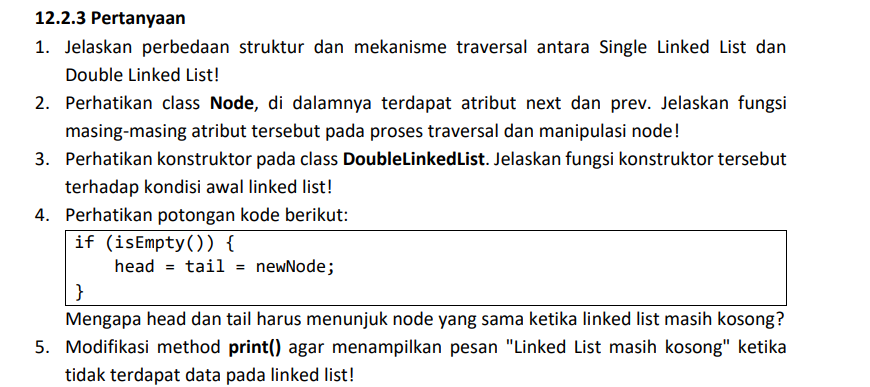 12.2.3 Pertanyaan
1. Jelaskan perbedaan struktur dan mekanisme traversal antara Single Linked List dan
Double Linked List!
2. Perhatikan class Node, di dalamnya terdapat atribut next dan prev. Jelaskan fungsi
masing-masing atribut tersebut pada proses traversal dan manipulasi node!
3. Perhatikan konstruktor pada class DoubleLinkedList. Jelaskan fungsi konstruktor tersebut
terhadap kondisi awal linked list!
4. Perhatikan potongan kode berikut:
if (isEmpty()) {
    head = tail = newNode;
}
Mengapa head dan tail harus menunjuk node yang sama ketika linked list masih kosong?
5. Modifikasi method print() agar menampilkan pesan "Linked List masih kosong" ketika
tidak terdapat data pada linked list!